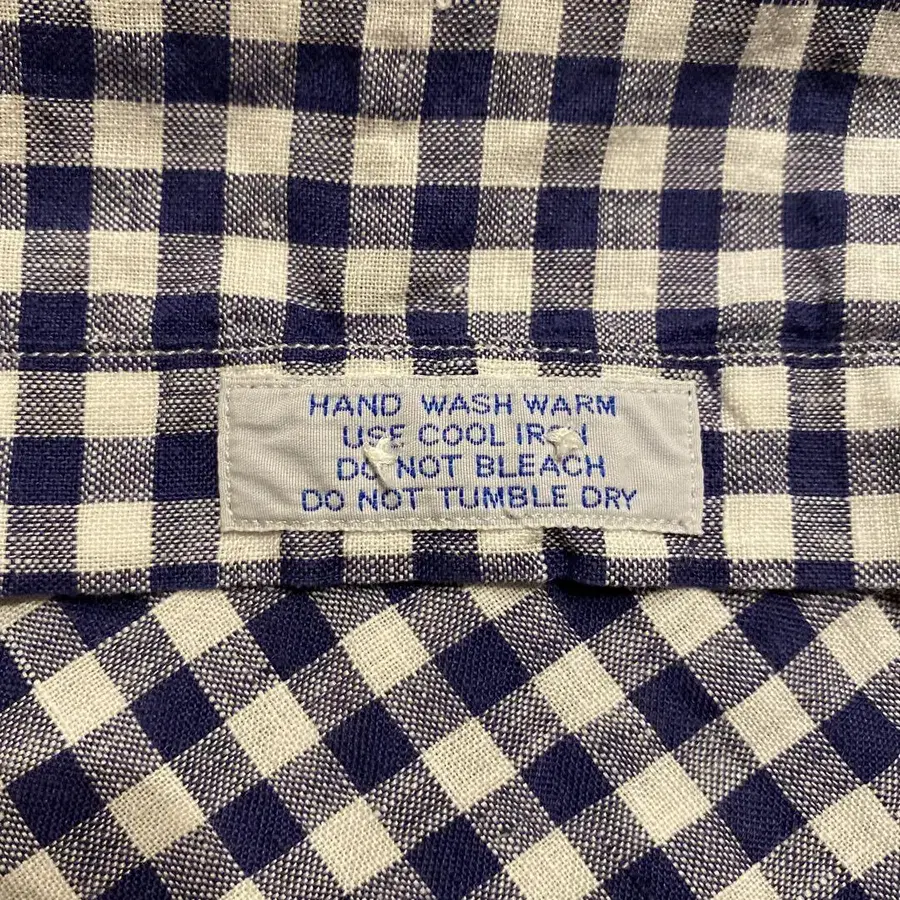 HAND WASH WARM
USE COOL IRON
DO NOT BLEACH
DO NOT TUMBLE DRY